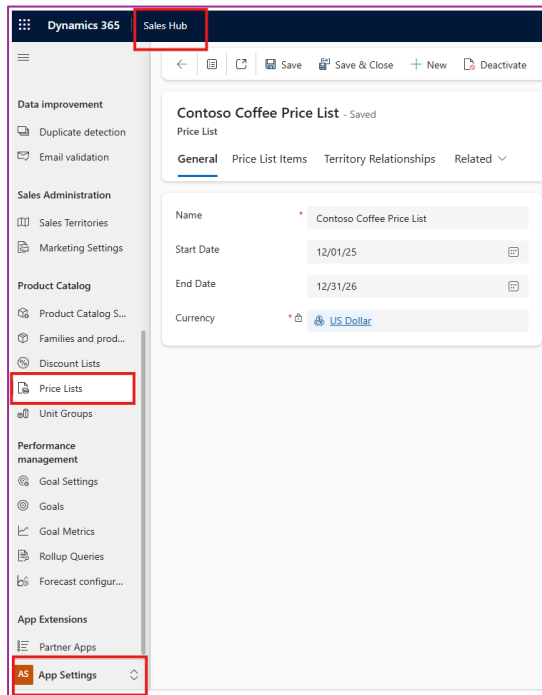 Dynamics 365 Sales Hub
Save Save & Close New Deactivate
Data improvement
Duplicate detection
Email validation
Sales Administration
Sales Territories
Marketing Settings
Product Catalog
Product Catalog S...
Families and prod...
Discount Lists
Price Lists
Unit Groups
Performance
management
Goal Settings
Goals
Goal Metrics
Rollup Queries
Forecast configur...
App Extensions
Partner Apps
AS App Settings
Contoso Coffee Price List - Saved
Price List
General Price List Items Territory Relationships Related
Name * Contoso Coffee Price List
Start Date 12/01/25
End Date 12/31/26
Currency * US Dollar